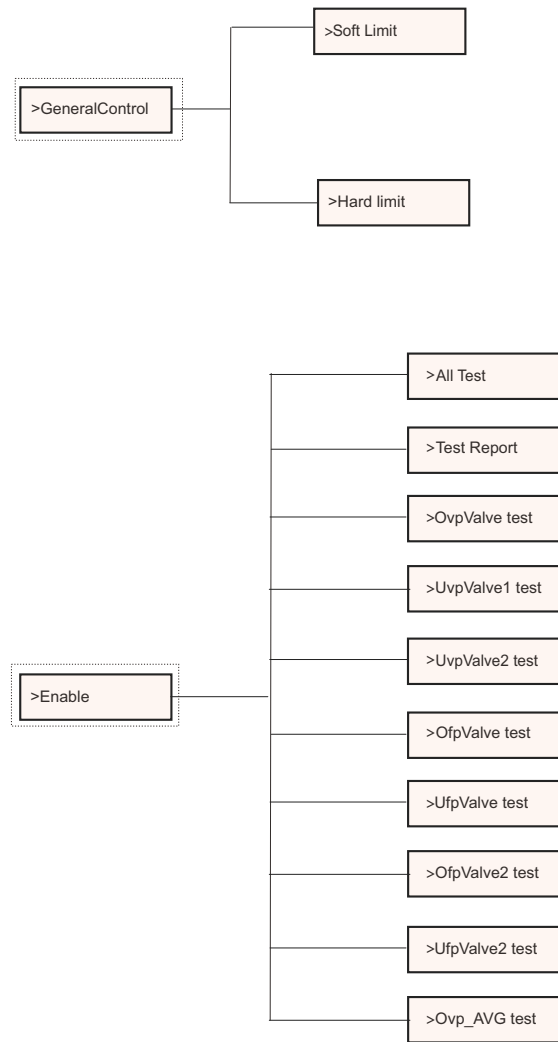 >Soft Limit
>GeneralControl
>Hard limit
>All Test
>Test Report
>OvpValve test
>UvpValve1 test
>UvpValve2 test
>Enable
>OfpValve test
>UfpValve test
>OfpValve2 test
>UfpValve2 test
>Ovp_AVG test